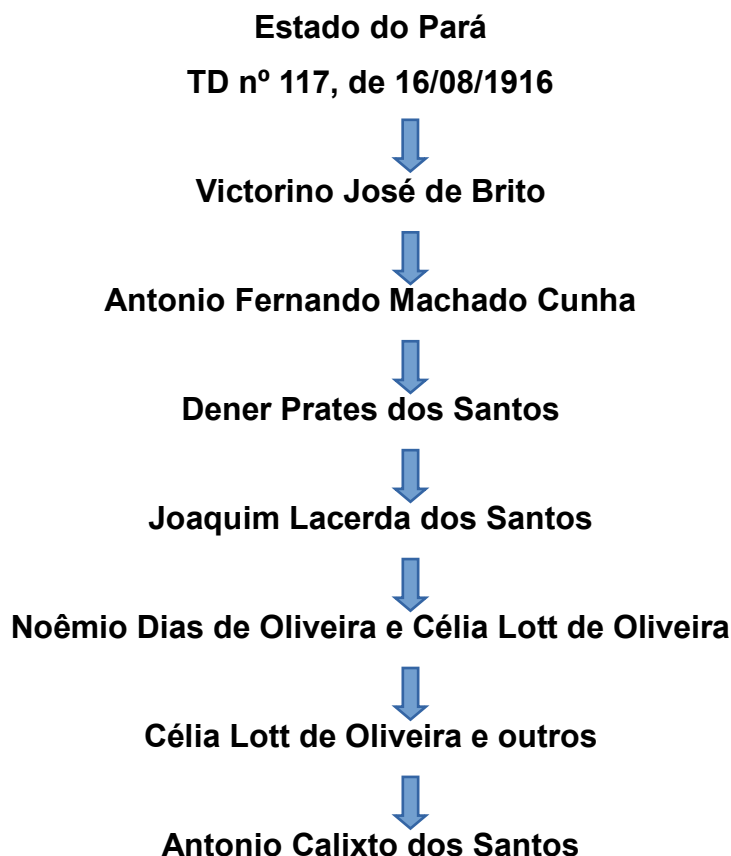 Estado do Pará
TD nº 117, de 16/08/1916
Victorino José de Brito
Antonio Fernando Machado Cunha
Dener Prates dos Santos
Joaquim Lacerda dos Santos
Noêmio Dias de Oliveira e Célia Lott de Oliveira
Célia Lott de Oliveira e outros
Antonio Calixto dos Santos